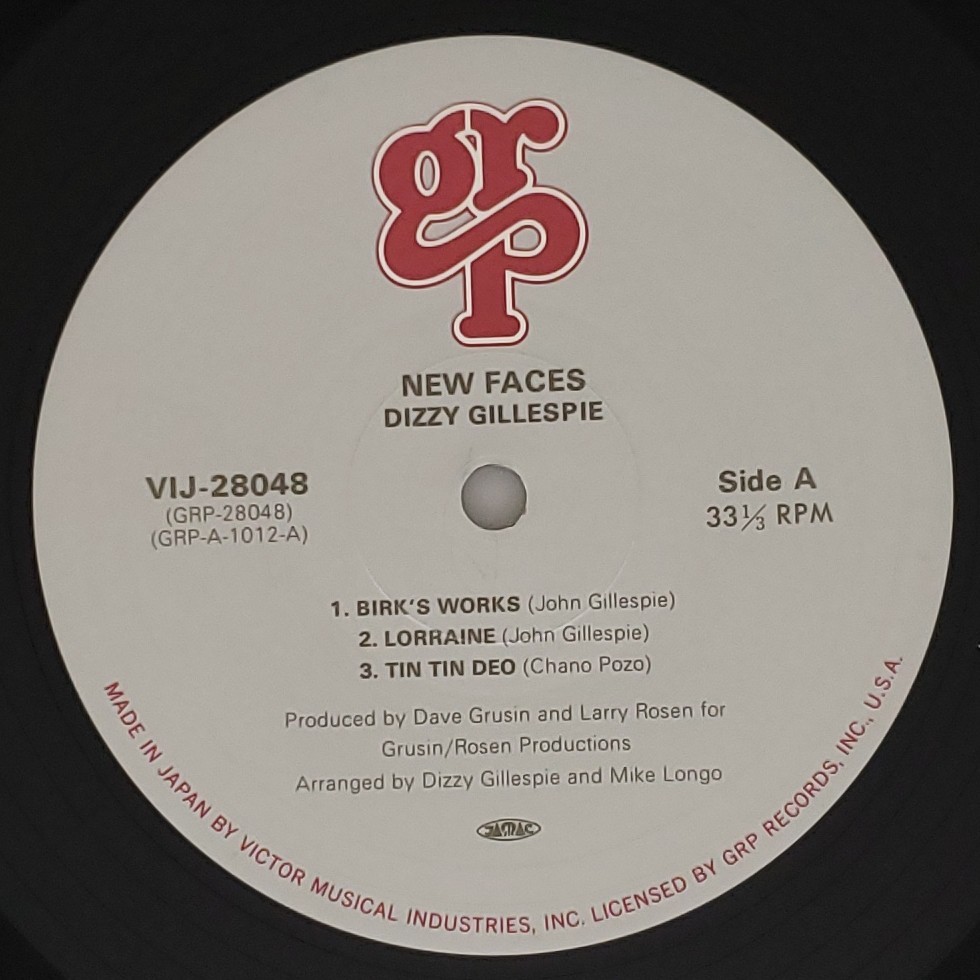 grp
NEW FACES
DIZZY GILLESPIE
VIJ-28048
(GRP-28048)
(GRP-A-1012-A)
Side A
33⅓ RPM
1. BIRK'S WORKS (John Gillespie)
2. LORRAINE (John Gillespie)
3. TIN TIN DEO (Chano Pozo)
Produced by Dave Grusin and Larry Rosen for
Grusin/Rosen Productions
Arranged by Dizzy Gillespie and Mike Longo
JASRAC
MADE IN JAPAN BY VICTOR MUSICAL INDUSTRIES, INC. LICENSED BY GRP RECORDS, INC., U.S.A.